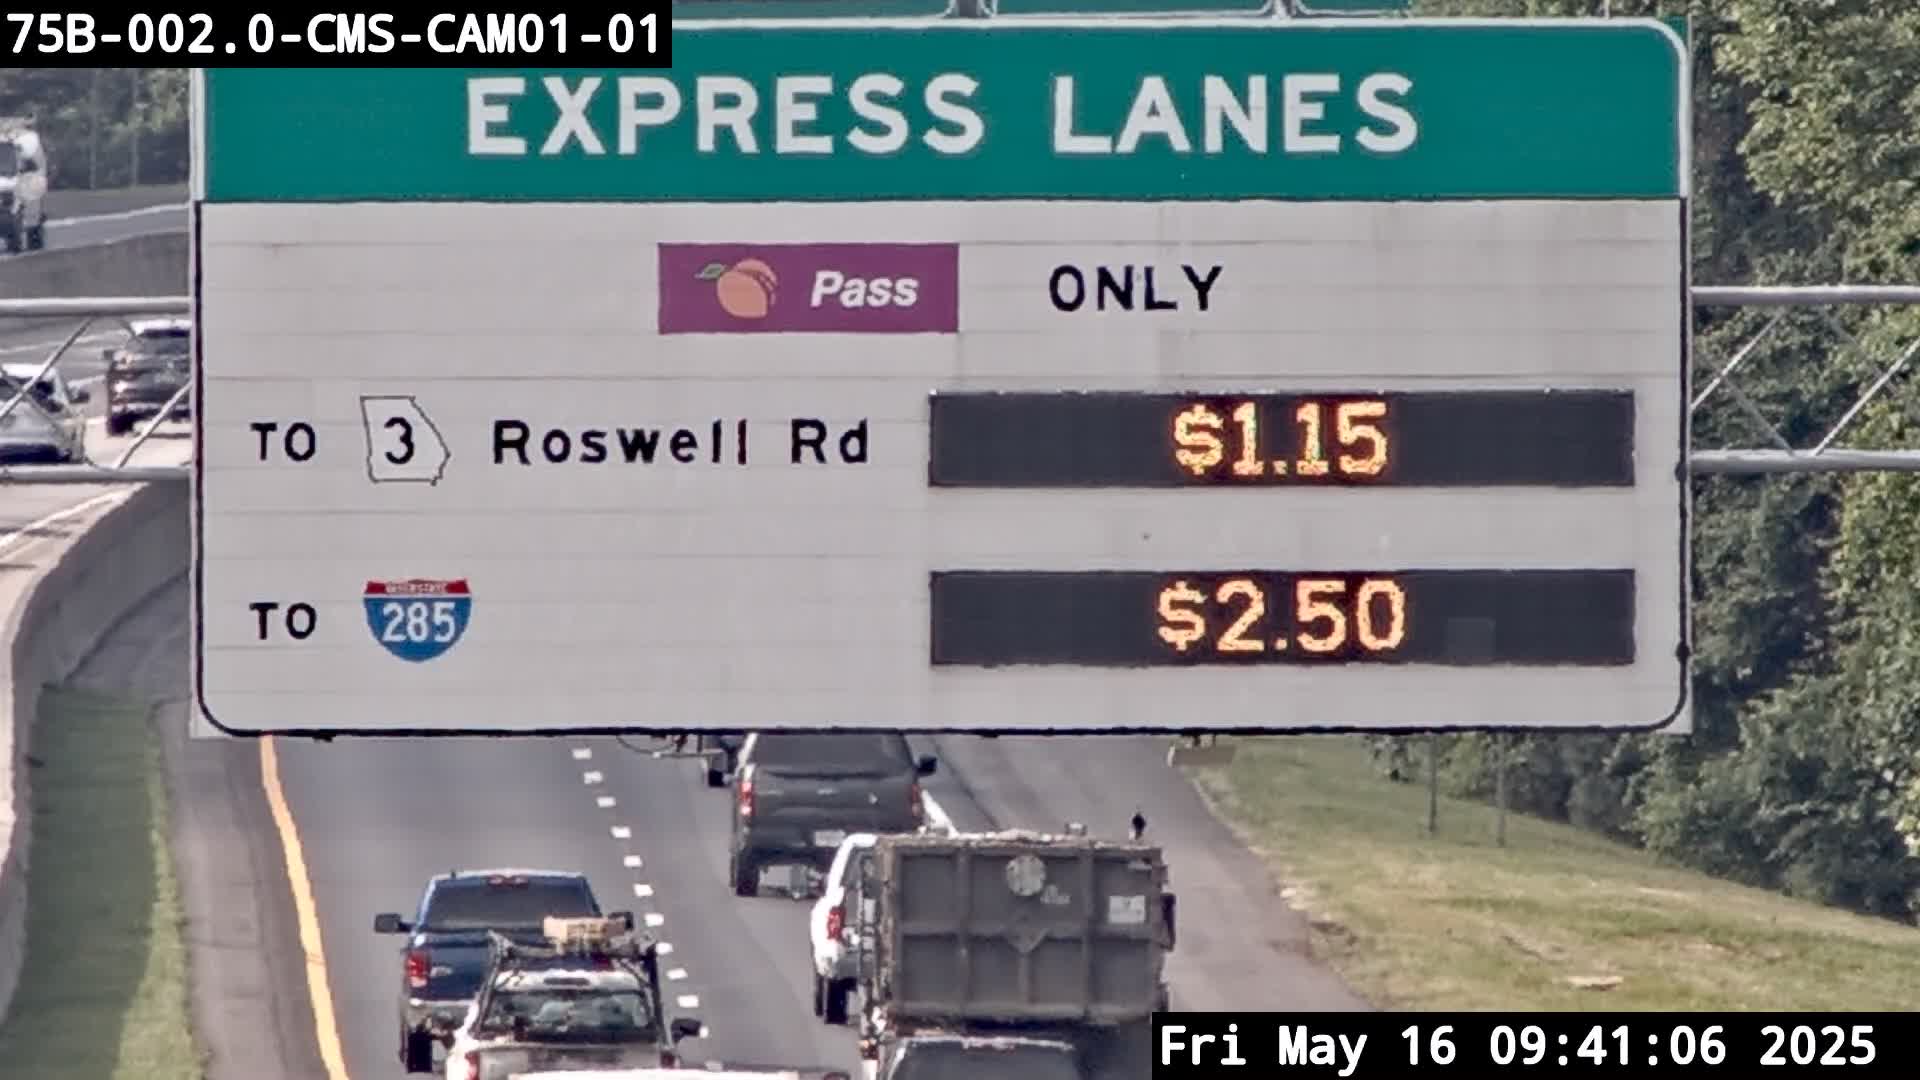 75B-002.0-CMS-CAM01-01
EXPRESS LANES
Pass ONLY
TO 3 Roswell Rd $1.15
TO 285 $2.50
Fri May 16 09:41:06 2025